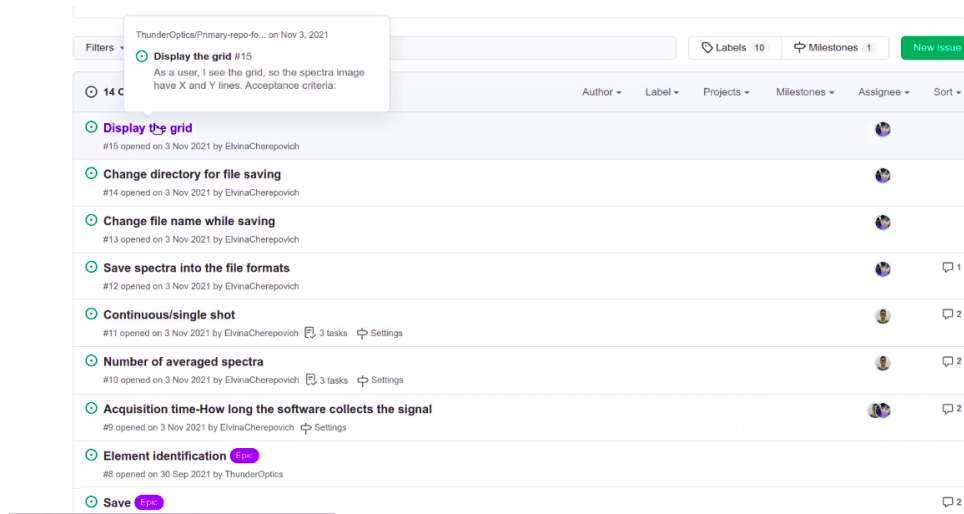 ThunderOptics/Primary-repo-fo... on Nov 3, 2021
Display the grid #15
As a user, I see the grid, so the spectra image
have X and Y lines. Acceptance criteria:
Filters
Labels 10
Milestones 1
New issue
14
Author
Label
Projects
Milestones
Assignee
Sort
Display the grid
#15 opened on 3 Nov 2021 by ElvinaCherepovich
Change directory for file saving
#14 opened on 3 Nov 2021 by ElvinaCherepovich
Change file name while saving
#13 opened on 3 Nov 2021 by ElvinaCherepovich
Save spectra into the file formats
1
#12 opened on 3 Nov 2021 by ElvinaCherepovich
Continuous/single shot
2
#11 opened on 3 Nov 2021 by ElvinaCherepovich 3 tasks Settings
Number of averaged spectra
2
#10 opened on 3 Nov 2021 by ElvinaCherepovich 3 tasks Settings
Acquisition time-How long the software collects the signal
2
#9 opened on 3 Nov 2021 by ElvinaCherepovich Settings
Element identification Epic
#8 opened on 30 Sep 2021 by ThunderOptics
Save Epic
2